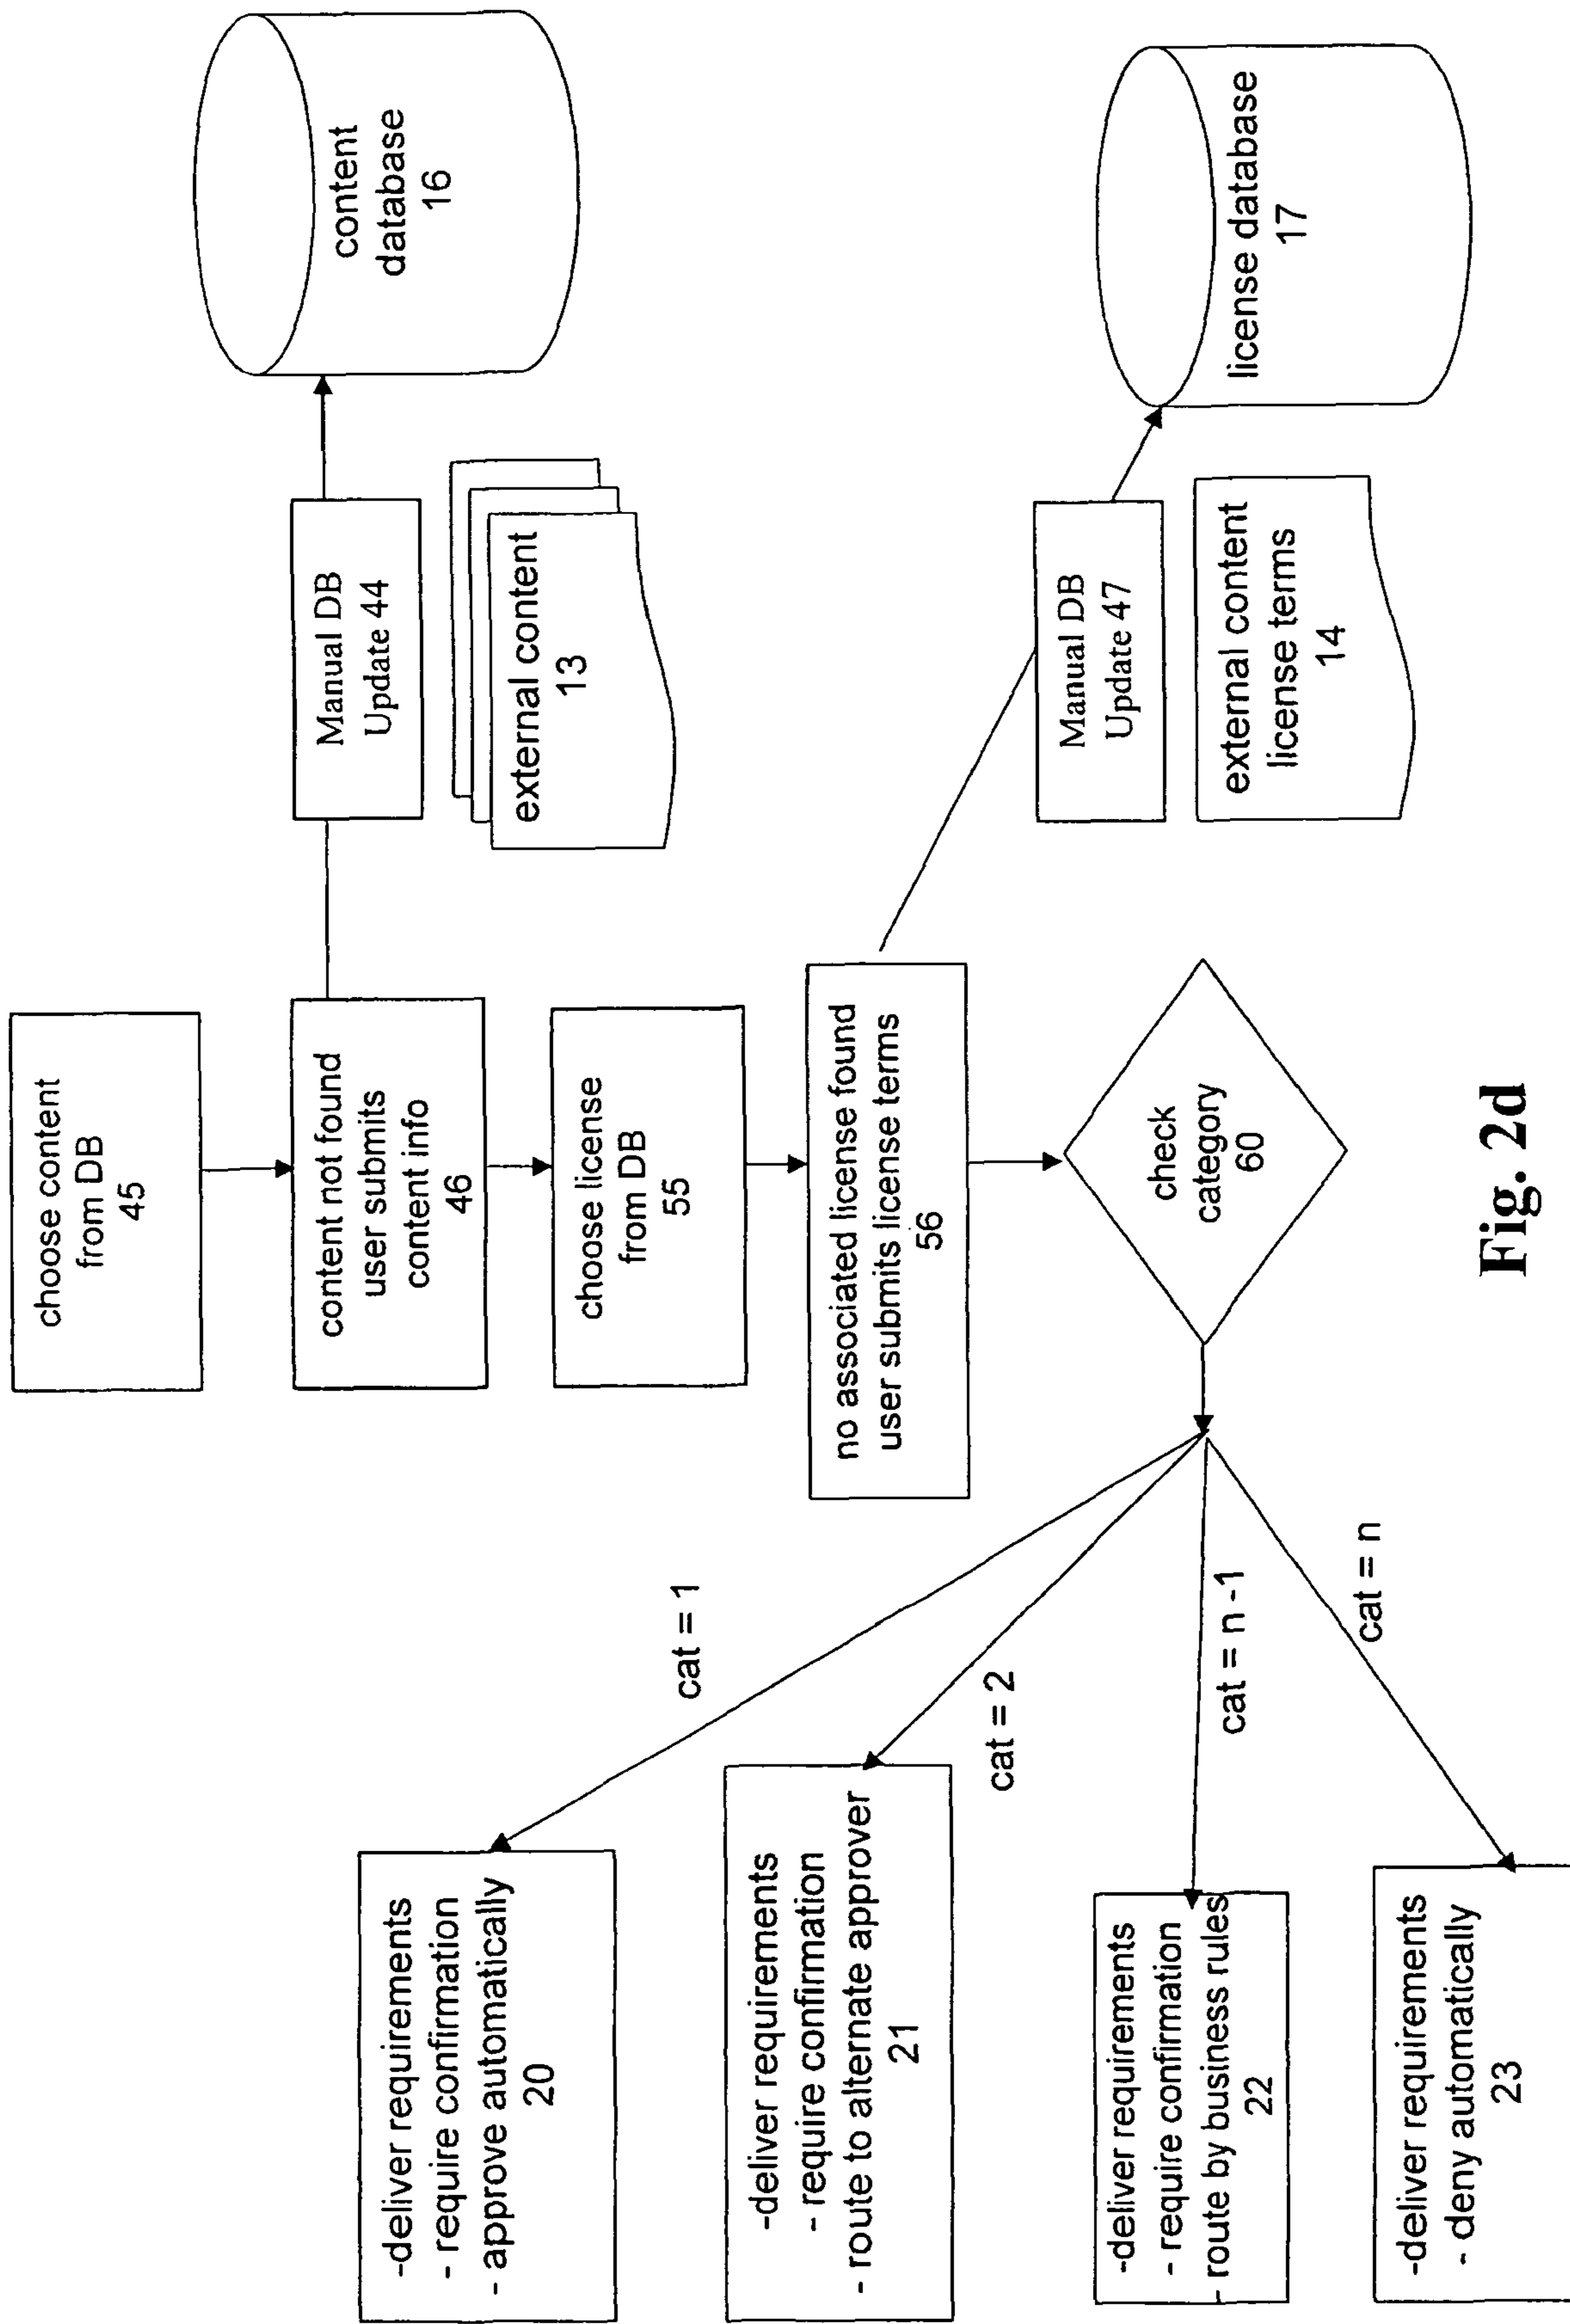 choose content
from DB
45
content not found
user submits
content info
46
Manual DB
Update 44
content
database
16
external content
13
choose license
from DB
55
no associated license found
user submits license terms
56
Manual DB
Update 47
license database
17
external content
license terms
14
check
category
60
cat = 1
cat = 2
cat = n -1
cat = n
-deliver requirements
- require confirmation
- approve automatically
20
-deliver requirements
- require confirmation
- route to alternate approver
21
-deliver requirements
- require confirmation
- route by business rules
22
-deliver requirements
- deny automatically
23
Fig. 2d